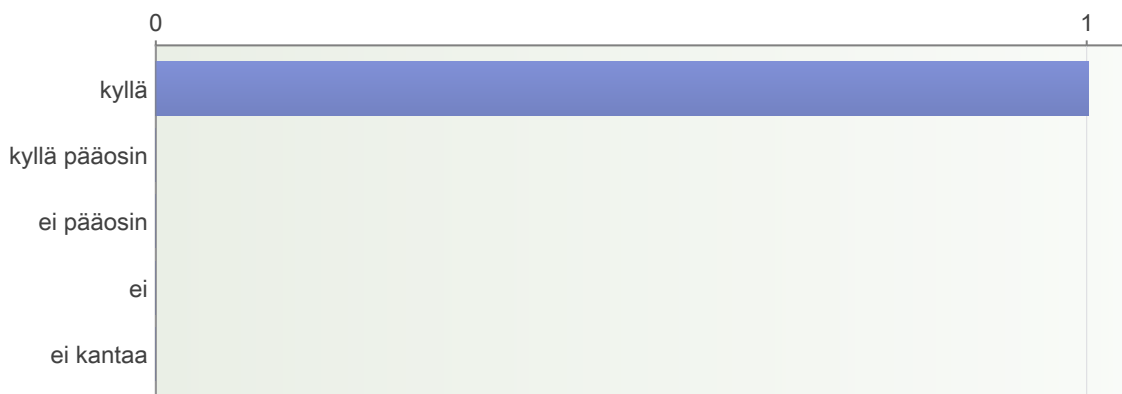 0 1
kyllä
kyllä pääosin
ei pääosin
ei
ei kantaa